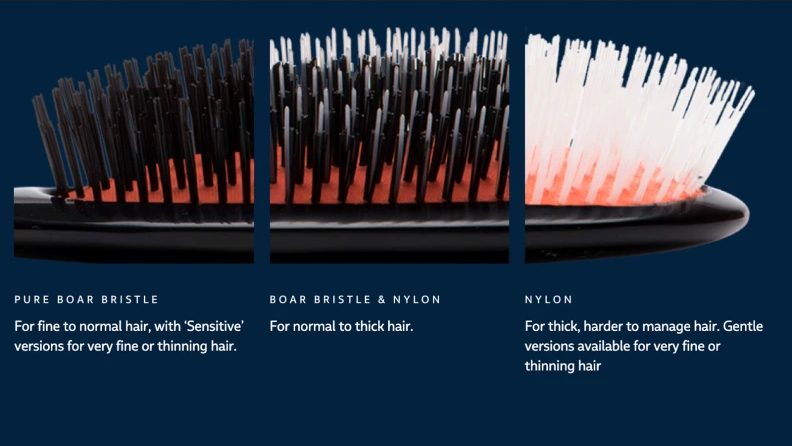 PURE BOAR BRISTLE
For fine to normal hair, with ‘Sensitive’
versions for very fine or thinning hair.
BOAR BRISTLE & NYLON
For normal to thick hair.
NYLON
For thick, harder to manage hair. Gentle
versions available for very fine or
thinning hair